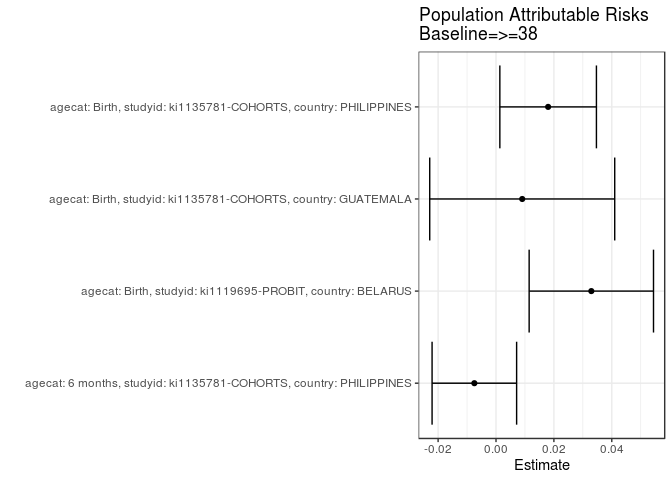 Population Attributable Risks
Baseline=>=38
agecat: Birth, studyid: ki1135781-COHORTS, country: PHILIPPINES
agecat: Birth, studyid: ki1135781-COHORTS, country: GUATEMALA
agecat: Birth, studyid: ki1119695-PROBIT, country: BELARUS
agecat: 6 months, studyid: ki1135781-COHORTS, country: PHILIPPINES
-0.02 0.00 0.02 0.04
Estimate